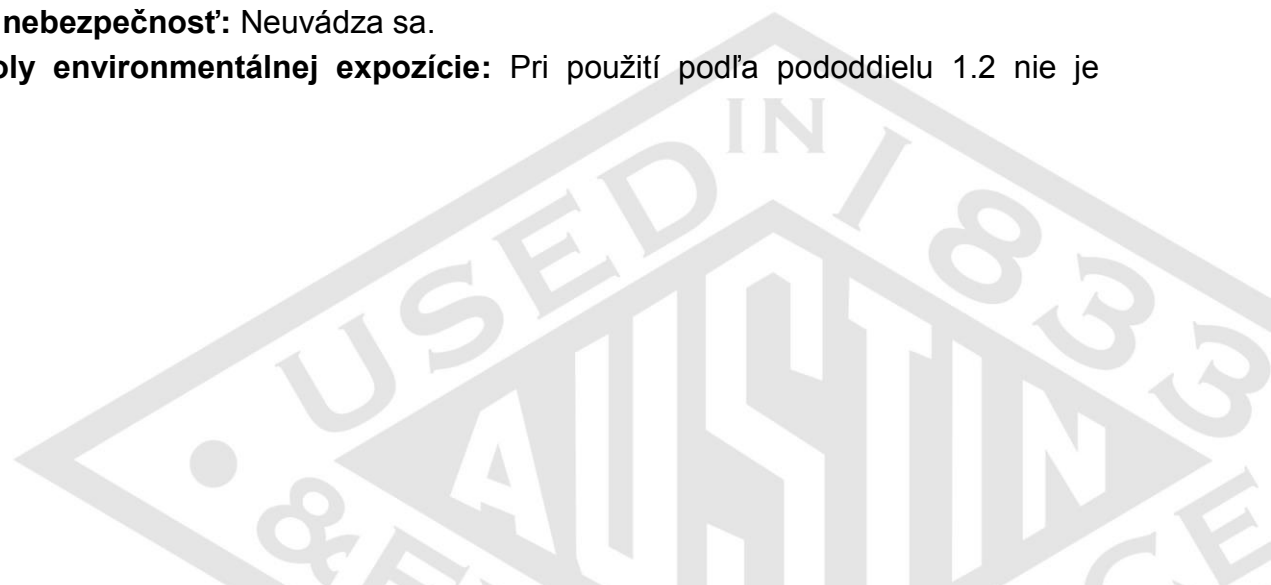 nebezpečnosť: Neuvádza sa.
oly environmentálnej expozície: Pri použití podľa pododdielu 1.2 nie je
USED IN 1833
AUSTIN
&